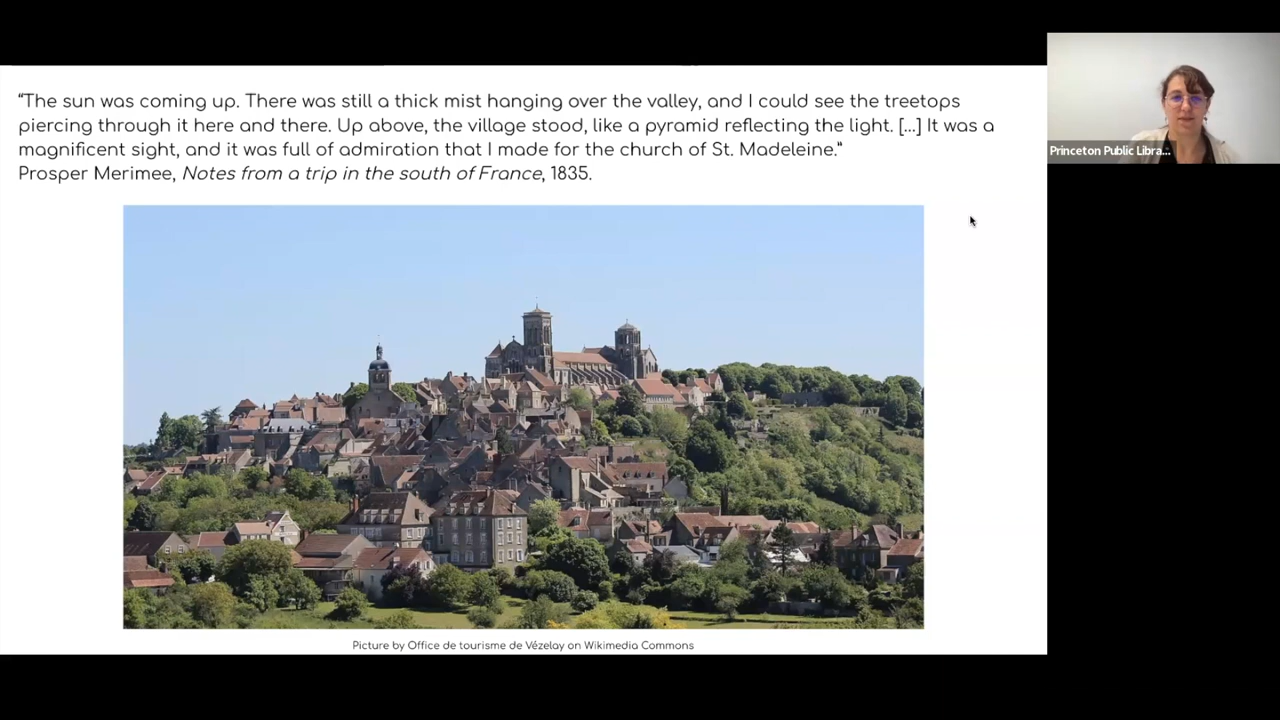 “The sun was coming up. There was still a thick mist hanging over the valley, and I could see the treetops
piercing through it here and there. Up above, the village stood, like a pyramid reflecting the light. [...] It was a
magnificent sight, and it was full of admiration that I made for the church of St. Madeleine.”
Prosper Merimee, Notes from a trip in the south of France, 1835.
Princeton Public Libra...
Picture by Office de tourisme de Vézelay on Wikimedia Commons